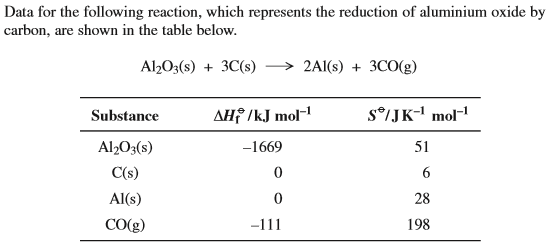 Data for the following reaction, which represents the reduction of aluminium oxide by
carbon, are shown in the table below.
Al₂O₃(s) + 3C(s) ⟶ 2Al(s) + 3CO(g)
Substance ΔHf⦵ /kJ mol⁻¹ S⦵/J K⁻¹ mol⁻¹
Al₂O₃(s) −1669 51
C(s) 0 6
Al(s) 0 28
CO(g) −111 198